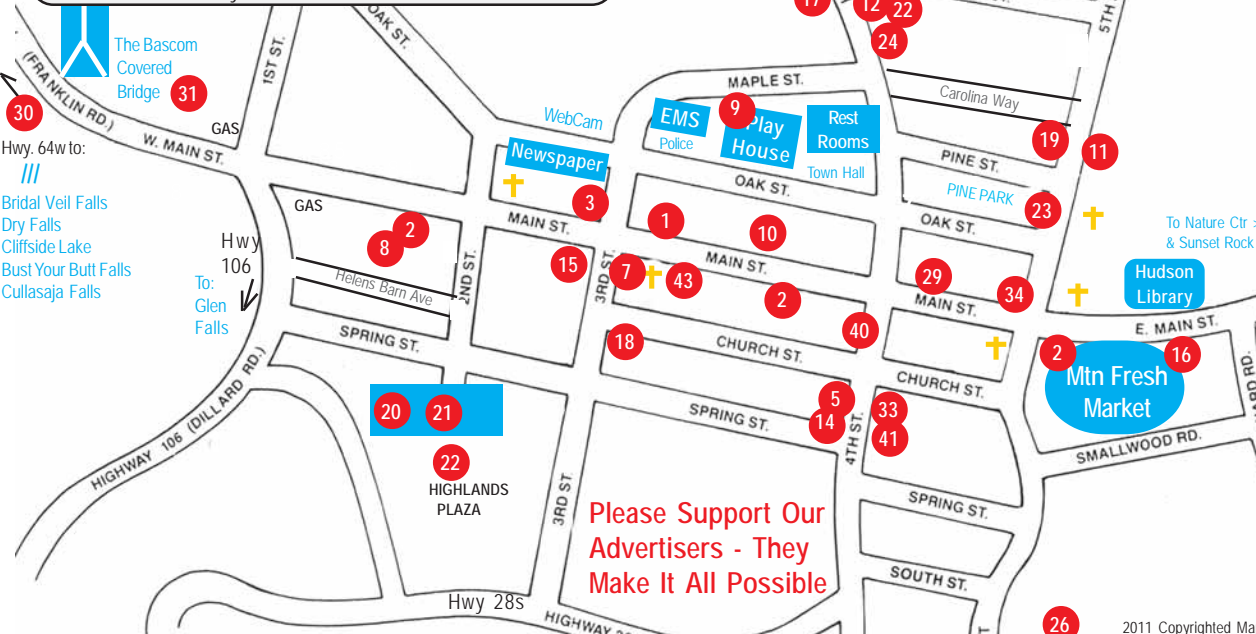 17
12
22
24
5TH
OAK ST.
1ST ST.
The Bascom
Covered
Bridge
31
30
(FRANKLIN RD.)
W. MAIN ST.
GAS
Hwy. 64w to:
///
Bridal Veil Falls
Dry Falls
Cliffside Lake
Bust Your Butt Falls
Cullasaja Falls
MAPLE ST.
Carolina Way
WebCam
EMS
Police
9
Play
House
Rest
Rooms
Town Hall
19
11
PINE ST.
PINE PARK
23
Newspaper
3
OAK ST.
OAK ST.
To Nature Ctr
& Sunset Rock
GAS
2
8
Hwy
106
To:
Glen
Falls
Helens Barn Ave
2ND ST.
MAIN ST.
1
10
MAIN ST.
15
3RD ST.
7
43
2
29
34
MAIN ST.
Hudson
Library
E. MAIN ST.
SPRING ST.
18
CHURCH ST.
40
CHURCH ST.
2
16
Mtn Fresh
Market
RD.
SMALLWOOD RD.
HIGHWAY 106 (DILLARD RD.)
20
21
22
HIGHLANDS
PLAZA
SPRING ST.
5
14
4TH ST.
33
41
3RD ST.
SPRING ST.
Please Support Our
Advertisers - They
Make It All Possible
SOUTH ST.
Hwy 28s
HIGHWAY
26
2011 Copyrighted Ma